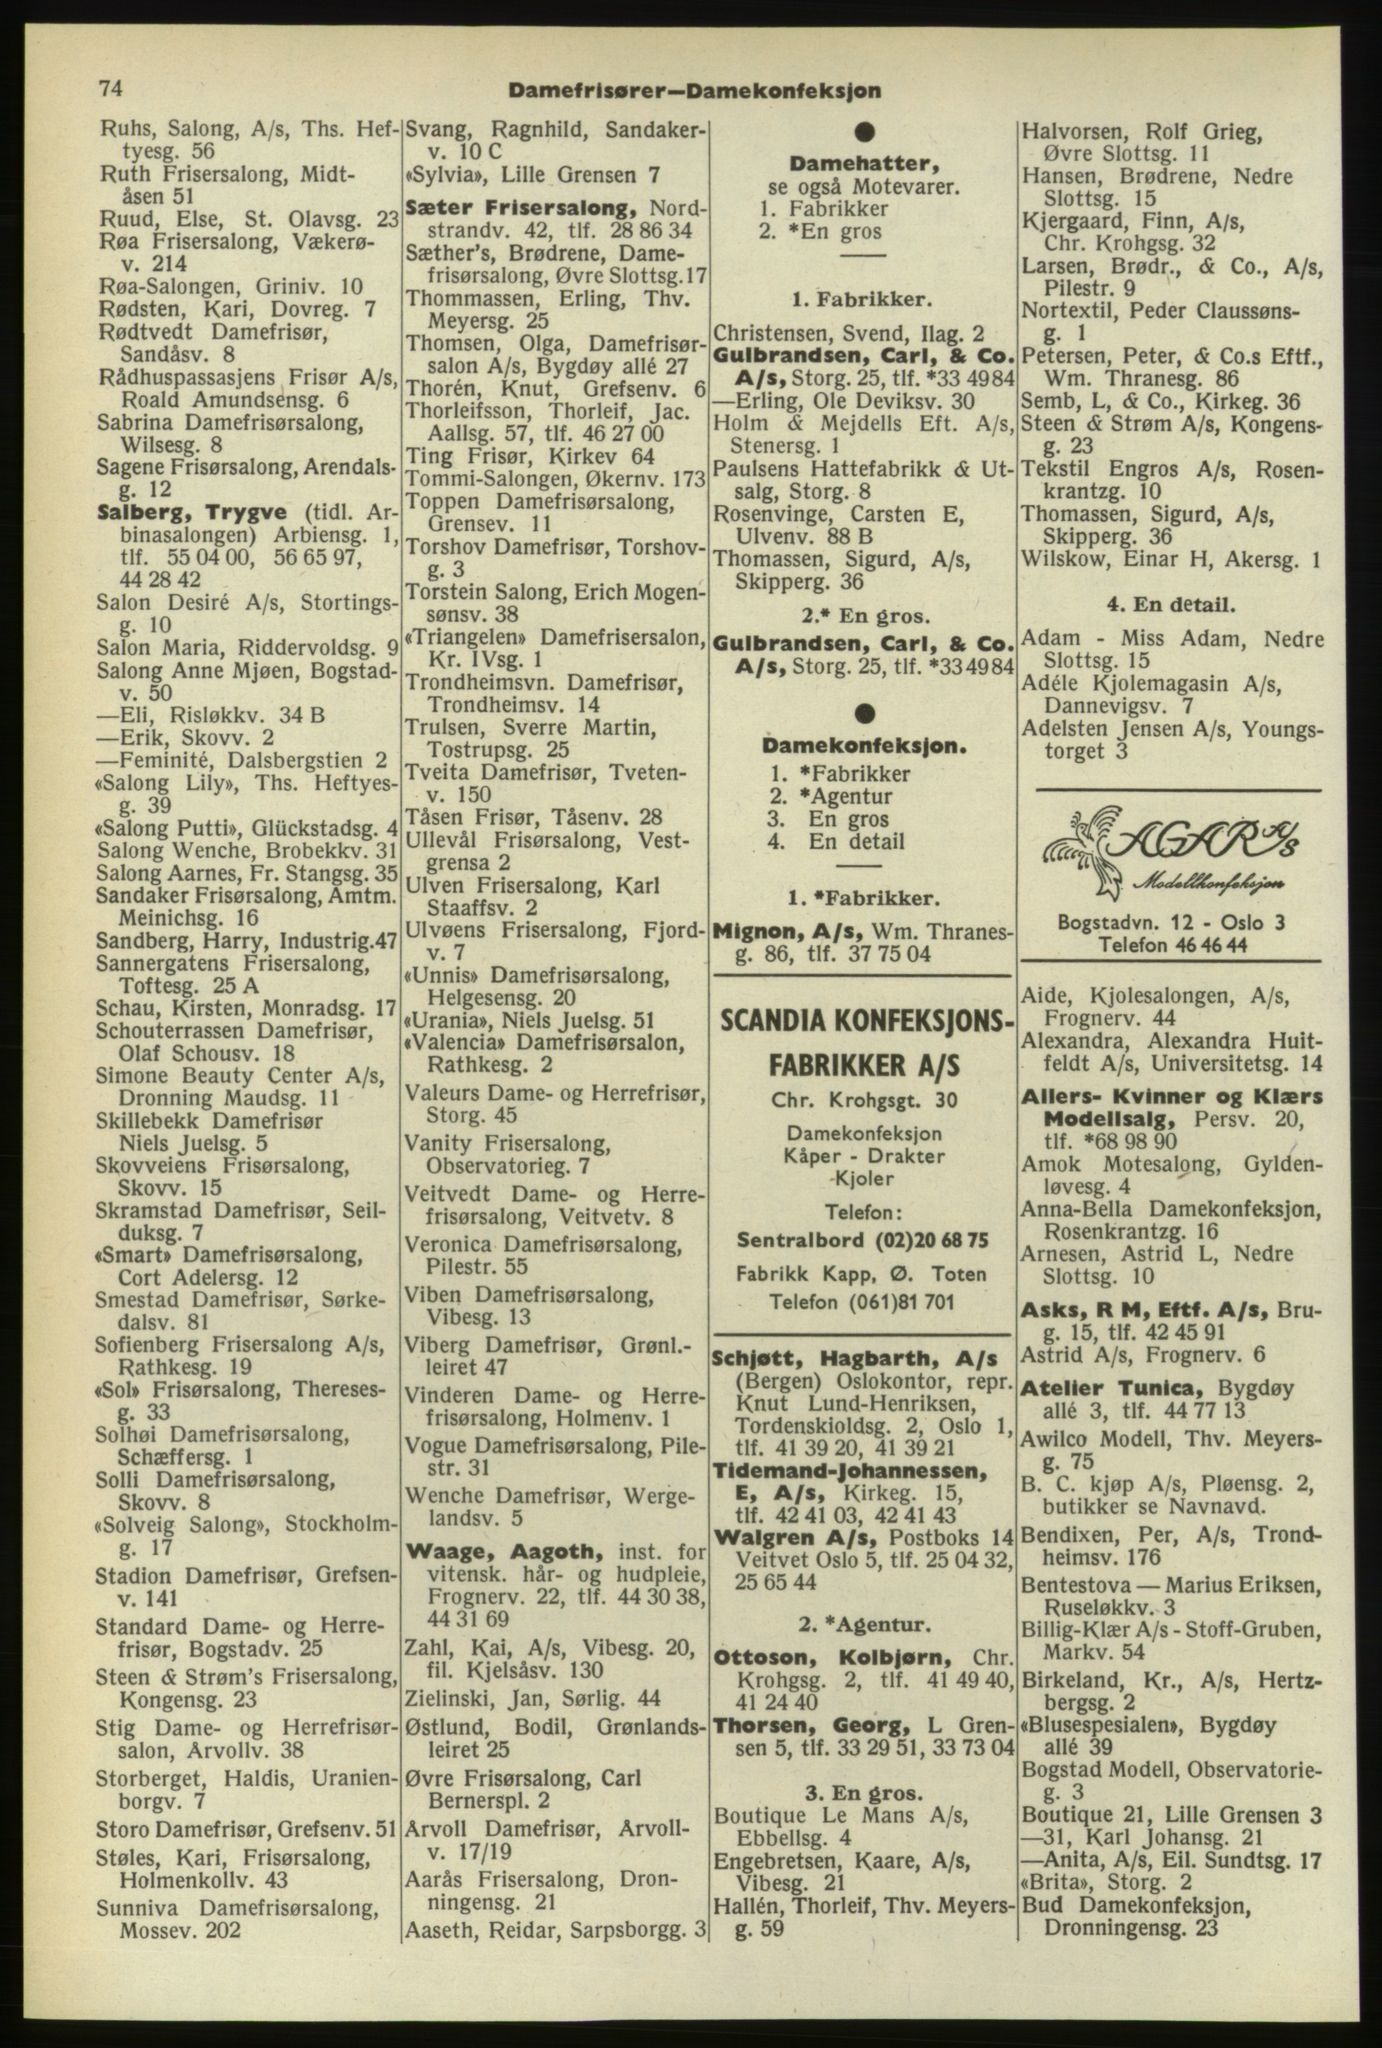 74
Damefrisører—Damekonfeksjon
Ruhs, Salong, A/s, Ths. Hef-
tyesg. 56
Ruth Frisersalong, Midt-
åsen 51
Ruud, Else, St. Olavsg. 23
Røa Frisersalong, Vækerø-
v. 214
Røa-Salongen, Griniv. 10
Rødsten, Kari, Dovreg. 7
Rødtvedt Damefrisør,
Sandåsv. 8
Rådhuspassasjens Frisør A/s,
Roald Amundsensg. 6
Sabrina Damefrisørsalong,
Wilsesg. 8
Sagene Frisørsalong, Arendals-
g. 12
Salberg, Trygve (tidl. Ar-
binasalongen) Arbiensg. 1,
tlf. 55 04 00, 56 65 97,
44 28 42
Salon Desiré A/s, Stortings-
g. 10
Salon Maria, Riddervoldsg. 9
Salong Anne Mjøen, Bogstad-
v. 50
—Eli, Risløkkv. 34 B
—Erik, Skovv. 2
—Feminité, Dalsbergstien 2
«Salong Lily», Ths. Heftyes-
g. 39
«Salong Putti», Glückstadsg. 4
Salong Wenche, Brobekkv. 31
Salong Aarnes, Fr. Stangsg. 35
Sandaker Frisørsalong, Amtm.
Meinichsg. 16
Sandberg, Harry, Industrig.47
Sannergatens Frisersalong,
Toftesg. 25 A
Schau, Kirsten, Monradsg. 17
Schouterrassen Damefrisør,
Olaf Schousv. 18
Simone Beauty Center A/s,
Dronning Maudsg. 11
Skillebekk Damefrisør
Niels Juelsg. 5
Skovveiens Frisørsalong,
Skovv. 15
Skramstad Damefrisør, Seil-
duksg. 7
«Smart» Damefrisørsalong,
Cort Adelersg. 12
Smestad Damefrisør, Sørke-
dalsv. 81
Sofienberg Frisersalong A/s,
Rathkesg. 19
«Sol» Frisørsalong, Thereses-
g. 33
Solhøi Damefrisørsalong,
Schæffersg. 1
Solli Damefrisørsalong,
Skovv. 8
«Solveig Salong», Stockholm-
g. 17
Stadion Damefrisør, Grefsen-
v. 141
Standard Dame- og Herre-
frisør, Bogstadv. 25
Steen & Strøm's Frisersalong,
Kongensg. 23
Stig Dame- og Herrefrisør-
salon, Årvollv. 38
Storberget, Haldis, Uranien-
borgv. 7
Storo Damefrisør, Grefsenv. 51
Støles, Kari, Frisørsalong,
Holmenkollv. 43
Sunniva Damefrisørsalong,
Mossev. 202
Svang, Ragnhild, Sandaker-
v. 10 C
«Sylvia», Lille Grensen 7
Sæter Frisersalong, Nord-
strandv. 42, tlf. 28 86 34
Sæther's, Brødrene, Dame-
frisørsalong, Øvre Slottsg.17
Thommassen, Erling, Thv.
Meyersg. 25
Thomsen, Olga, Damefrisør-
salon A/s, Bygdøy allé 27
Thorén, Knut, Grefsenv. 6
Thorleifsson, Thorleif, Jac.
Aallsg. 57, tlf. 46 27 00
Ting Frisør, Kirkev 64
Tommi-Salongen, Økernv. 173
Toppen Damefrisørsalong,
Grensev. 11
Torshov Damefrisør, Torshov-
g. 3
Torstein Salong, Erich Mogen-
sønsv. 38
«Triangelen» Damefrisersalon,
Kr. IVsg. 1
Trondheimsvn. Damefrisør,
Trondheimsv. 14
Trulsen, Sverre Martin,
Tostrupsg. 25
Tveita Damefrisør, Tveten-
v. 150
Tåsen Frisør, Tåsenv. 28
Ullevål Frisørsalong, Vest-
grensa 2
Ulven Frisersalong, Karl
Staaffsv. 2
Ulvøens Frisersalong, Fjord-
v. 7
«Unnis» Damefrisørsalong,
Helgesensg. 20
«Urania», Niels Juelsg. 51
«Valencia» Damefrisørsalon,
Rathkesg. 2
Valeurs Dame- og Herrefrisør,
Storg. 45
Vanity Frisersalong,
Observatorieg. 7
Veitvedt Dame- og Herre-
frisørsalong, Veitvetv. 8
Veronica Damefrisørsalong,
Pilestr. 55
Viben Damefrisørsalong,
Vibesg. 13
Viberg Damefrisør, Grønl.-
leiret 47
Vinderen Dame- og Herre-
frisørsalong, Holmenv. 1
Vogue Damefrisørsalong, Pile-
str. 31
Wenche Damefrisør, Werge-
landsv. 5
Waage, Aagoth, inst. for
vitensk. hår- og hudpleie,
Frognerv. 22, tlf. 44 30 38,
44 31 69
Zahl, Kai, A/s, Vibesg. 20,
fil. Kjelsåsv. 130
Zielinski, Jan, Sørlig. 44
Østlund, Bodil, Grønlands-
leiret 25
Øvre Frisørsalong, Carl
Bernerspl. 2
Årvoll Damefrisør, Årvoll-
v. 17/19
Aarås Frisersalong, Dron-
ningensg. 21
Aaseth, Reidar, Sarpsborgg. 3
Damehatter,
se også Motevarer.
1. Fabrikker
2. *En gros
1. Fabrikker.
Christensen, Svend, Ilag. 2
Gulbrandsen, Carl, & Co.
A/s, Storg. 25, tlf. *33 49 84
—Erling, Ole Deviksv. 30
Holm & Mejdells Eft. A/s,
Stenersg. 1
Paulsens Hattefabrikk & Ut-
salg, Storg. 8
Rosenvinge, Carsten E,
Ulvenv. 88 B
Thomassen, Sigurd, A/s,
Skipperg. 36
2.* En gros.
Gulbrandsen, Carl, & Co.
A/s, Storg. 25, tlf. *33 49 84
Damekonfeksjon.
1. *Fabrikker
2. *Agentur
3. En gros
4. En detail
1. *Fabrikker.
Mignon, A/s, Wm. Thranes-
g. 86, tlf. 37 75 04
SCANDIA KONFEKSJONS-
FABRIKKER A/S
Chr. Krohgsgt. 30
Damekonfeksjon
Kåper - Drakter
Kjoler
Telefon:
Sentralbord (02)20 68 75
Fabrikk Kapp, Ø. Toten
Telefon (061)81 701
Schjøtt, Hagbarth, A/s
(Bergen) Oslokontor, repr.
Knut Lund-Henriksen,
Tordenskioldsg. 2, Oslo 1,
tlf. 41 39 20, 41 39 21
Tidemand-Johannessen,
E, A/s, Kirkeg. 15,
tlf. 42 41 03, 42 41 43
Walgren A/s, Postboks 14
Veitvet Oslo 5, tlf. 25 04 32,
25 65 44
2. *Agentur.
Ottoson, Kolbjørn, Chr.
Krohgsg. 2, tlf. 41 49 40,
41 24 40
Thorsen, Georg, L Gren-
sen 5, tlf. 33 29 51, 33 73 04
3. En gros.
Boutique Le Mans A/s,
Ebbellsg. 4
Engebretsen, Kaare, A/s,
Vibesg. 21
Hallén, Thorleif, Thv. Meyers-
g. 59
Halvorsen, Rolf Grieg,
Øvre Slottsg. 11
Hansen, Brødrene, Nedre
Slottsg. 15
Kjergaard, Finn, A/s,
Chr. Krohgsg. 32
Larsen, Brødr., & Co., A/s,
Pilestr. 9
Nortextil, Peder Claussøns-
g. 1
Petersen, Peter, & Co.s Eftf.,
Wm. Thranesg. 86
Semb, L, & Co., Kirkeg. 36
Steen & Strøm A/s, Kongens-
g. 23
Tekstil Engros A/s, Rosen-
krantzg. 10
Thomassen, Sigurd, A/s,
Skipperg. 36
Wilskow, Einar H, Akersg. 1
4. En detail.
Adam - Miss Adam, Nedre
Slottsg. 15
Adéle Kjolemagasin A/s,
Dannevigsv. 7
Adelsten Jensen A/s, Youngs-
torget 3
AGAR A/S
Modellkonfeksjon
Bogstadvn. 12 - Oslo 3
Telefon 46 46 44
Aide, Kjolesalongen, A/s,
Frognerv. 44
Alexandra, Alexandra Huit-
feldt A/s, Universitetsg. 14
Allers- Kvinner og Klærs
Modellsalg, Persv. 20,
tlf. *68 98 90
Amok Motesalong, Gylden-
løvesg. 4
Anna-Bella Damekonfeksjon,
Rosenkrantzg. 16
Arnesen, Astrid L, Nedre
Slottsg. 10
Asks, R M, Eftf. A/s, Bru-
g. 15, tlf. 42 45 91
Astrid A/s, Frognerv. 6
Atelier Tunica, Bygdøy
allé 3, tlf. 44 77 13
Awilco Modell, Thv. Meyers-
g. 75
B. C. kjøp A/s, Pløensg. 2,
butikker se Navnavd.
Bendixen, Per, A/s, Trond-
heimsv. 176
Bentestova — Marius Eriksen,
Ruseløkkv. 3
Billig-Klær A/s - Stoff-Gruben,
Markv. 54
Birkeland, Kr., A/s, Hertz-
bergsg. 2
«Blusespesialen», Bygdøy
allé 39
Bogstad Modell, Observatorie-
g. 3
Boutique 21, Lille Grensen 3
—31, Karl Johansg. 21
—Anita, A/s, Eil. Sundtsg. 17
«Brita», Storg. 2
Bud Damekonfeksjon,
Dronningensg. 23